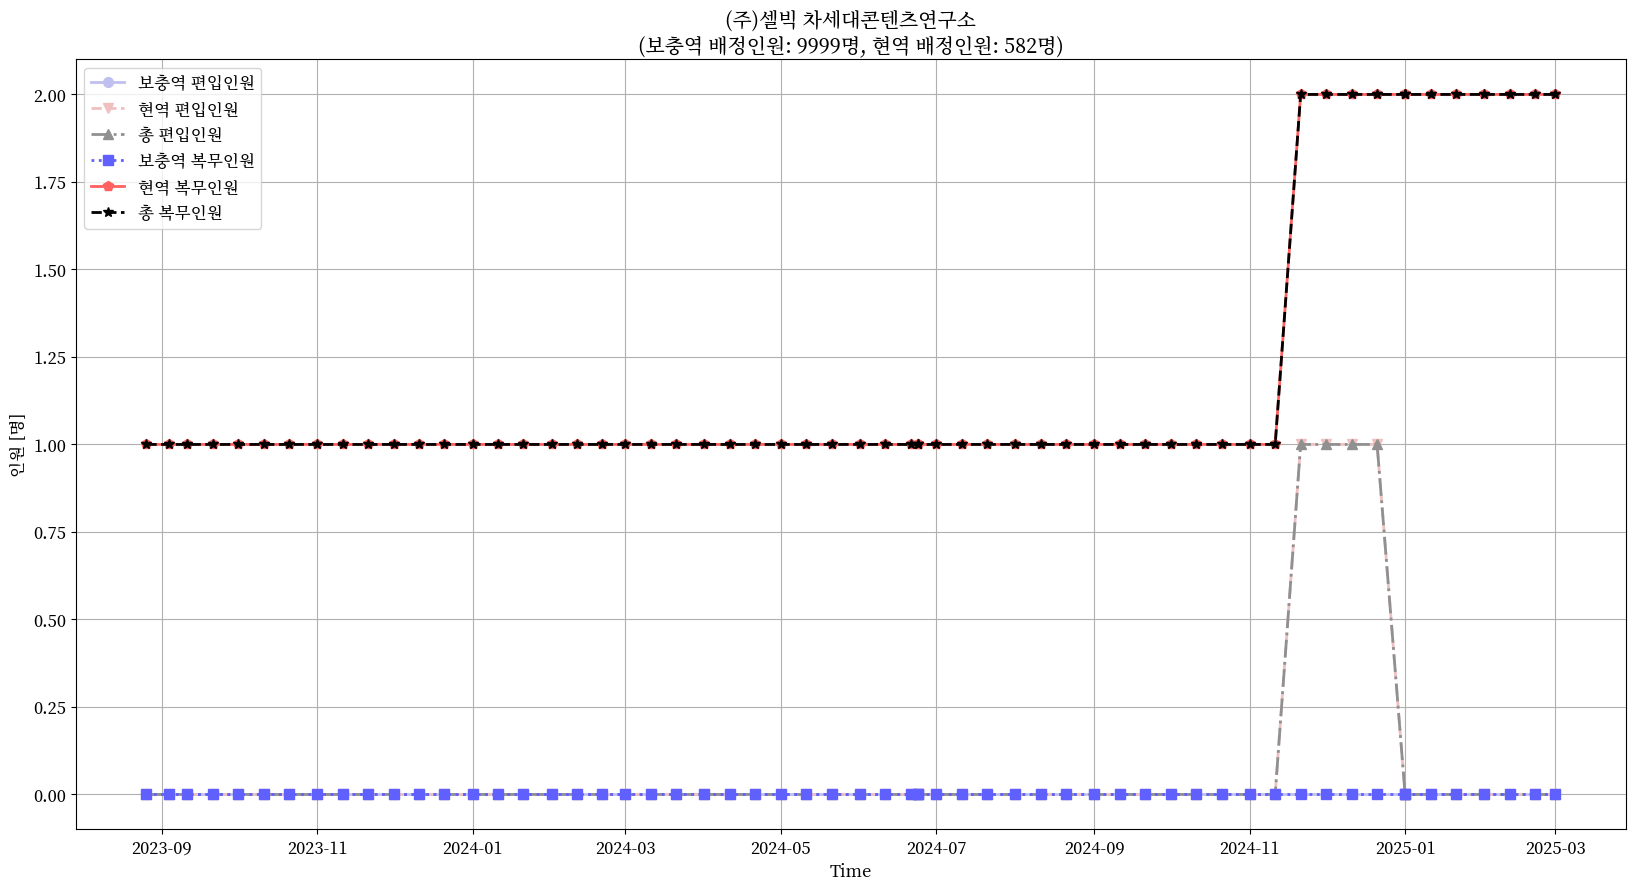 (주)셀빅 차세대콘텐츠연구소
(보충역 배정인원: 9999명, 현역 배정인원: 582명)
보충역 편입인원
현역 편입인원
총 편입인원
보충역 복무인원
현역 복무인원
총 복무인원
2.00
1.75
1.50
1.25
1.00
0.75
0.50
0.25
0.00
인원 [명]
2023-09 2023-11 2024-01 2024-03 2024-05 2024-07 2024-09 2024-11 2025-01 2025-03
Time